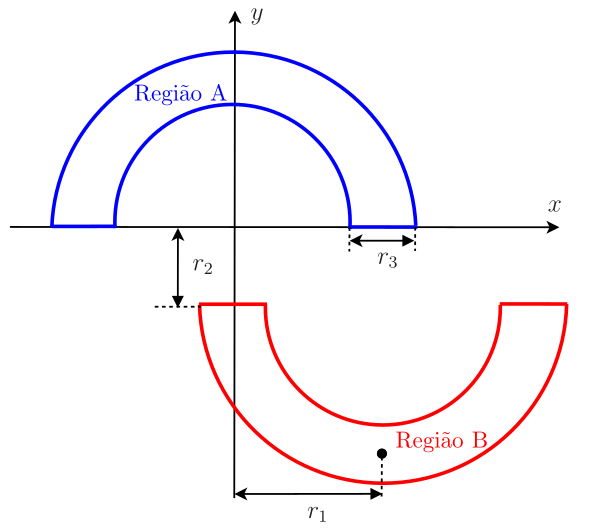 y
Região A
x
r₂
r₃
Região B
r₁